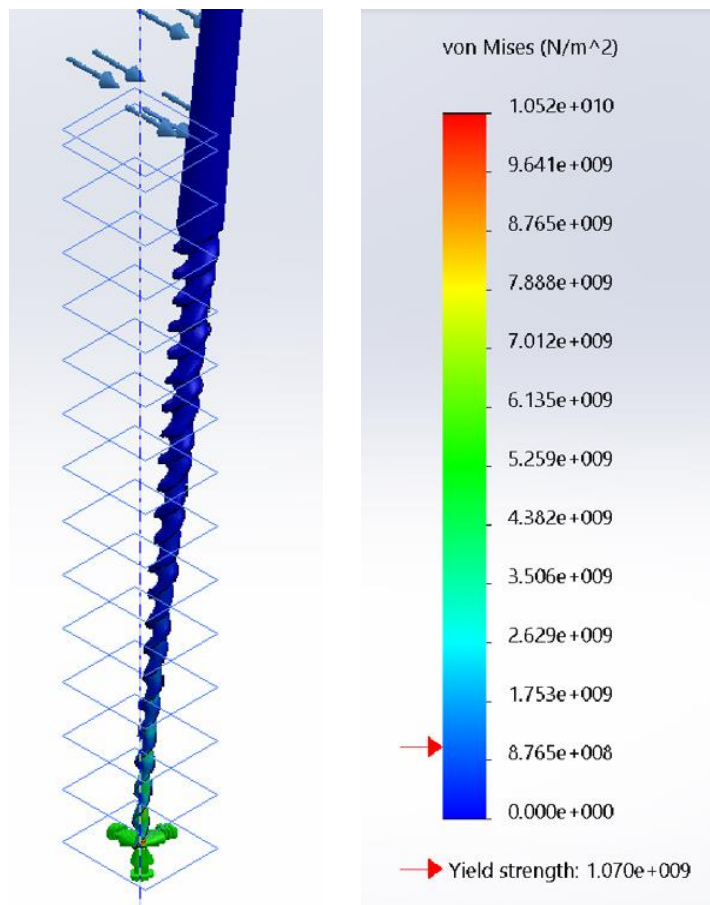 von Mises (N/m^2)
1.052e+010
9.641e+009
8.765e+009
7.888e+009
7.012e+009
6.135e+009
5.259e+009
4.382e+009
3.506e+009
2.629e+009
1.753e+009
8.765e+008
0.000e+000
Yield strength: 1.070e+009